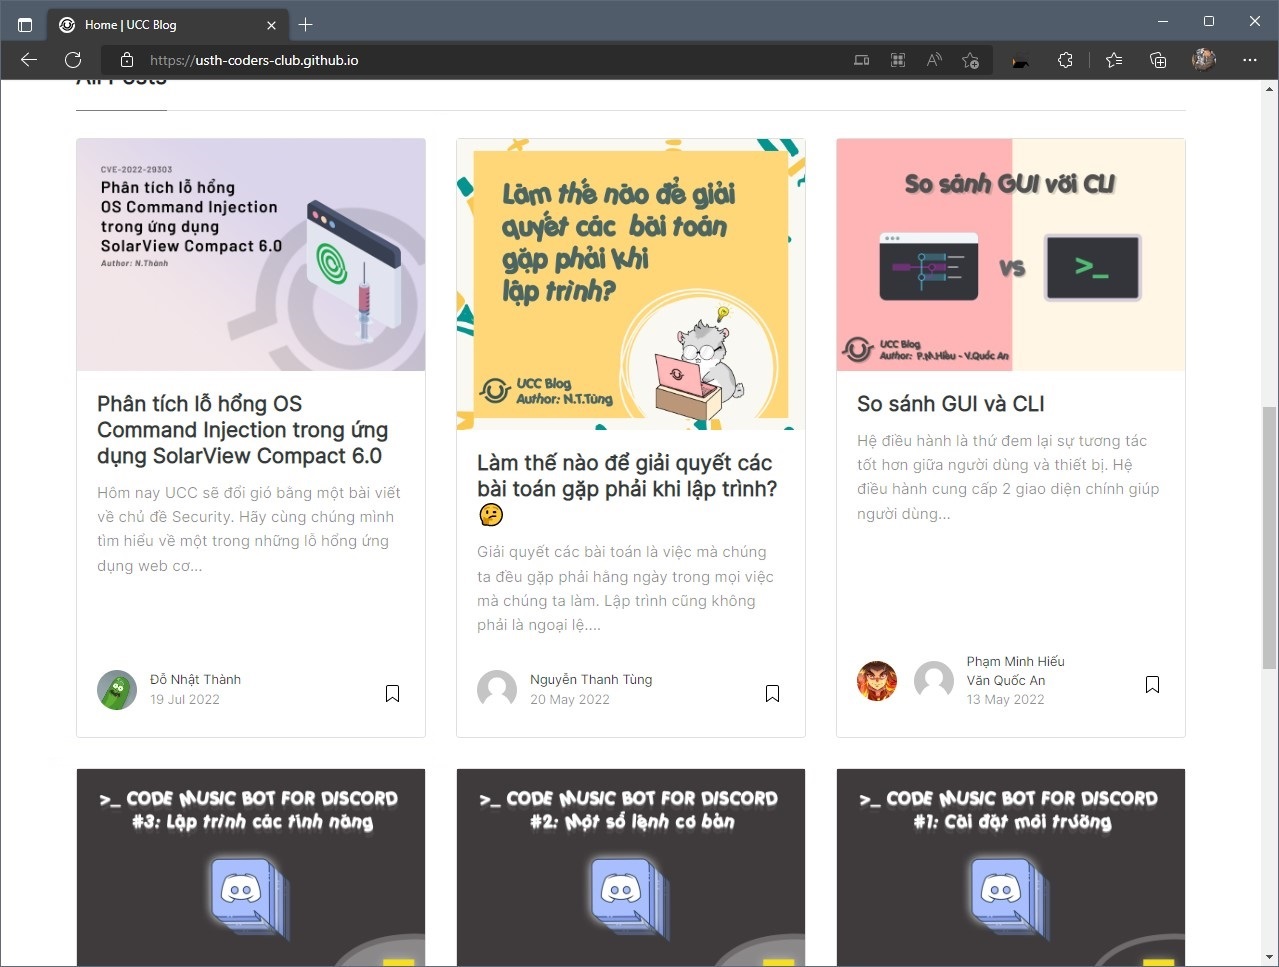 Home | UCC Blog
https://usth-coders-club.github.io
All Posts
CVE-2022-29303
Phân tích lỗ hổng
OS Command Injection
trong ứng dụng
SolarView Compact 6.0
Author: N.Thành
Phân tích lỗ hổng OS
Command Injection trong ứng
dụng SolarView Compact 6.0
Hôm nay UCC sẽ đổi gió bằng một bài viết
về chủ đề Security. Hãy cùng chúng mình
tìm hiểu về một trong những lỗ hổng ứng
dụng web cơ...
Đỗ Nhật Thành
19 Jul 2022
Làm thế nào để giải
quyết các bài toán
gặp phải khi
lập trình?
UCC Blog
Author: N.T.Tùng
Làm thế nào để giải quyết các
bài toán gặp phải khi lập trình?
🤔
Giải quyết các bài toán là việc mà chúng
ta đều gặp phải hằng ngày trong mọi việc
mà chúng ta làm. Lập trình cũng không
phải là ngoại lệ....
Nguyễn Thanh Tùng
20 May 2022
So sánh GUI với CLI
VS
>_
UCC Blog
Author: P.M.Hiếu - V.Quốc An
So sánh GUI và CLI
Hệ điều hành là thứ đem lại sự tương tác
tốt hơn giữa người dùng và thiết bị. Hệ
điều hành cung cấp 2 giao diện chính giúp
người dùng...
Phạm Minh Hiếu
Văn Quốc An
13 May 2022
>_ CODE MUSIC BOT FOR DISCORD
#3: Lập trình các tính năng
>_ CODE MUSIC BOT FOR DISCORD
#2: Một số lệnh cơ bản
>_ CODE MUSIC BOT FOR DISCORD
#1: Cài đặt môi trường